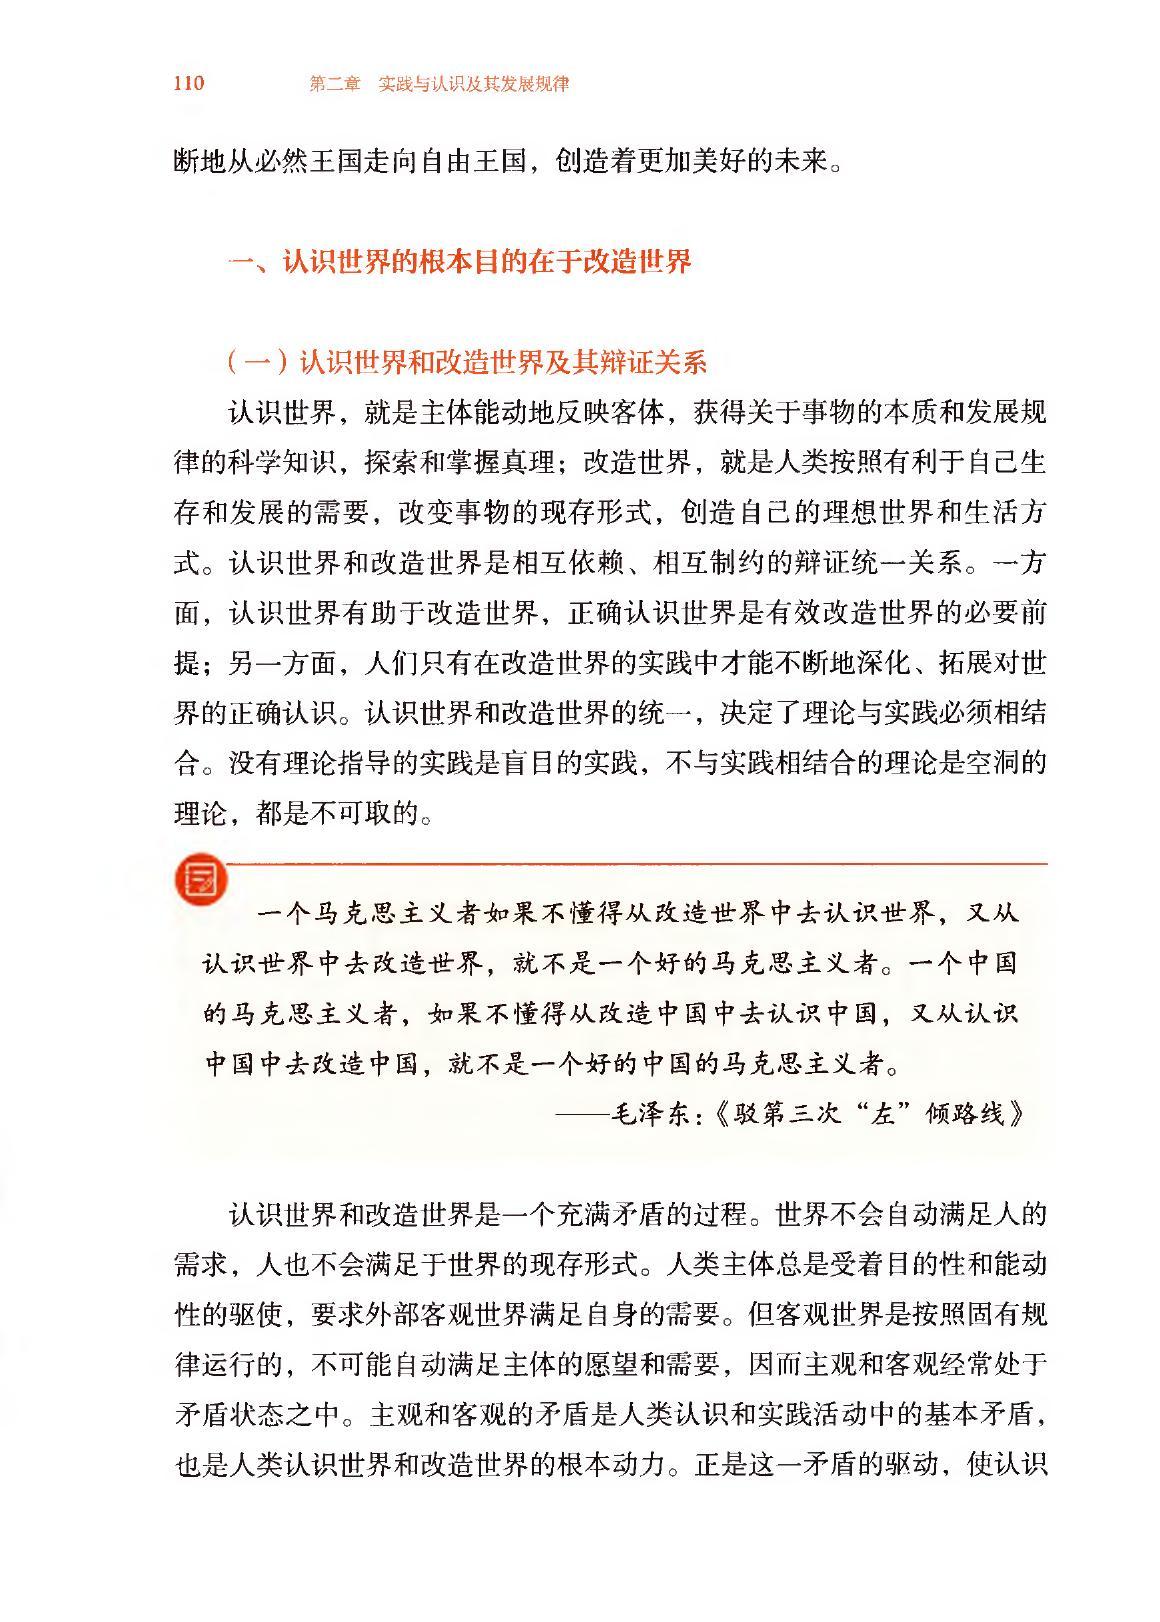 110 第二章 实践与认识及其发展规律
断地从必然王国走向自由王国，创造着更加美好的未来。
一、认识世界的根本目的在于改造世界
（一）认识世界和改造世界及其辩证关系
认识世界，就是主体能动地反映客体，获得关于事物的本质和发展规
律的科学知识，探索和掌握真理；改造世界，就是人类按照有利于自己生
存和发展的需要，改变事物的现存形式，创造自己的理想世界和生活方
式。认识世界和改造世界是相互依赖、相互制约的辩证统一关系。一方
面，认识世界有助于改造世界，正确认识世界是有效改造世界的必要前
提；另一方面，人们只有在改造世界的实践中才能不断地深化、拓展对世
界的正确认识。认识世界和改造世界的统一，决定了理论与实践必须相结
合。没有理论指导的实践是盲目的实践，不与实践相结合的理论是空洞的
理论，都是不可取的。
一个马克思主义者如果不懂得从改造世界中去认识世界，又从
认识世界中去改造世界，就不是一个好的马克思主义者。一个中国
的马克思主义者，如果不懂得从改造中国中去认识中国，又从认识
中国中去改造中国，就不是一个好的中国的马克思主义者。
——毛泽东：《驳第三次“左”倾路线》
认识世界和改造世界是一个充满矛盾的过程。世界不会自动满足人的
需求，人也不会满足于世界的现存形式。人类主体总是受着目的性和能动
性的驱使，要求外部客观世界满足自身的需要。但客观世界是按照固有规
律运行的，不可能自动满足主体的愿望和需要，因而主观和客观经常处于
矛盾状态之中。主观和客观的矛盾是人类认识和实践活动中的基本矛盾，
也是人类认识世界和改造世界的根本动力。正是这一矛盾的驱动，使认识